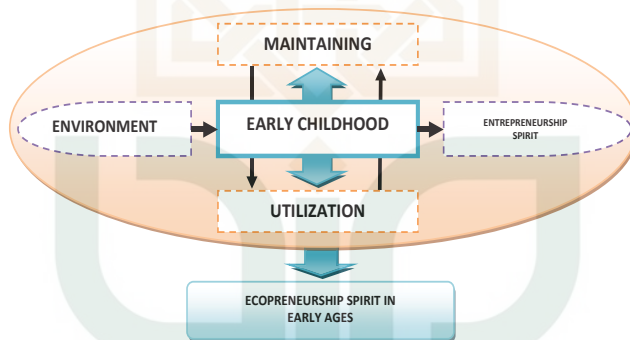 MAINTAINING
ENVIRONMENT
EARLY CHILDHOOD
ENTREPRENEURSHIP
SPIRIT
UTILIZATION
ECOPRENEURSHIP SPIRIT IN
EARLY AGES